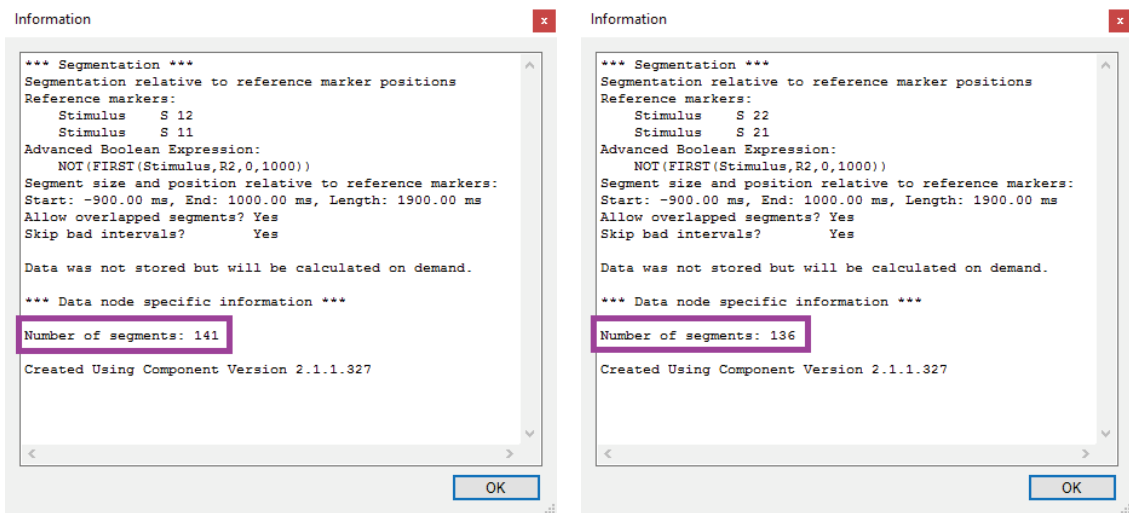 Information
x
*** Segmentation ***
Segmentation relative to reference marker positions
Reference markers:
Stimulus S 12
Stimulus S 11
Advanced Boolean Expression:
NOT(FIRST(Stimulus,R2,0,1000))
Segment size and position relative to reference markers:
Start: -900.00 ms, End: 1000.00 ms, Length: 1900.00 ms
Allow overlapped segments? Yes
Skip bad intervals? Yes
Data was not stored but will be calculated on demand.
*** Data node specific information ***
Number of segments: 141
Created Using Component Version 2.1.1.327
OK
Information
x
*** Segmentation ***
Segmentation relative to reference marker positions
Reference markers:
Stimulus S 22
Stimulus S 21
Advanced Boolean Expression:
NOT(FIRST(Stimulus,R2,0,1000))
Segment size and position relative to reference markers:
Start: -900.00 ms, End: 1000.00 ms, Length: 1900.00 ms
Allow overlapped segments? Yes
Skip bad intervals? Yes
Data was not stored but will be calculated on demand.
*** Data node specific information ***
Number of segments: 136
Created Using Component Version 2.1.1.327
OK